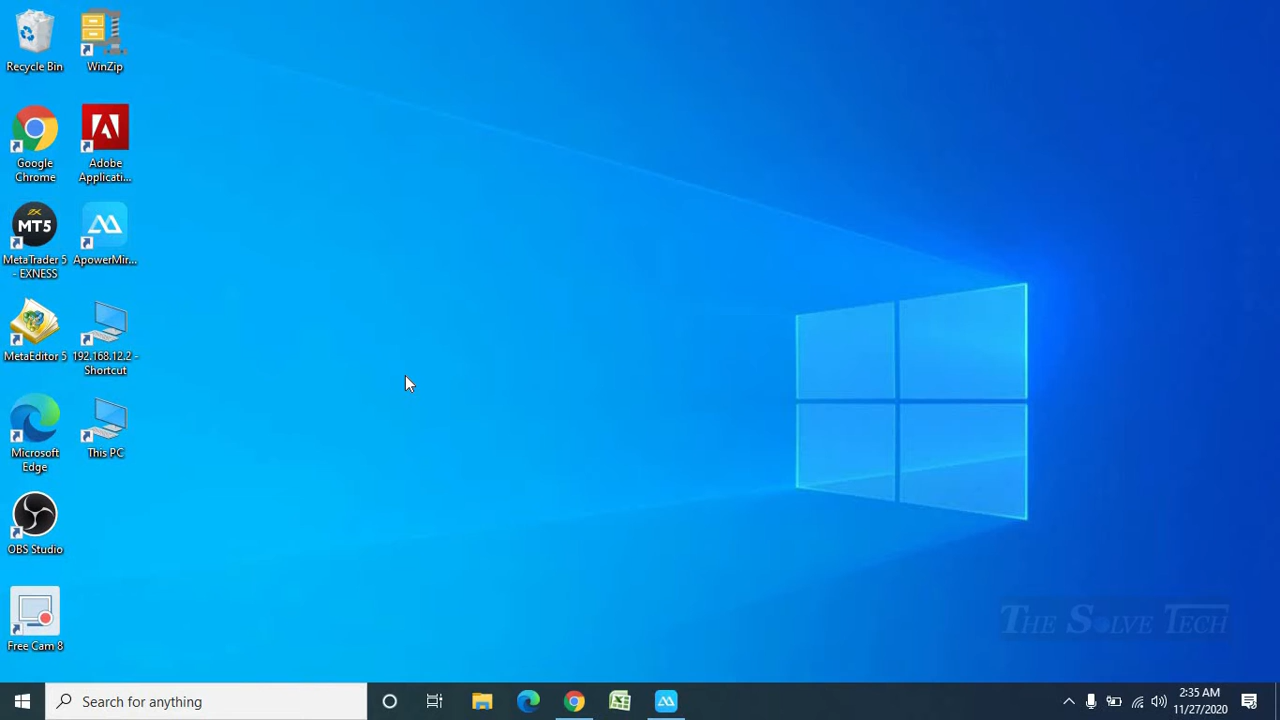 Recycle Bin
WinZip
Google
Chrome
Adobe
Applicati...
MT5
MetaTrader 5
- EXNESS
ApowerMir...
MetaEditor 5
192.168.12.2 -
Shortcut
Microsoft
Edge
This PC
OBS Studio
Free Cam 8
THE SOLVE TECH
Search for anything
2:35 AM
11/27/2020